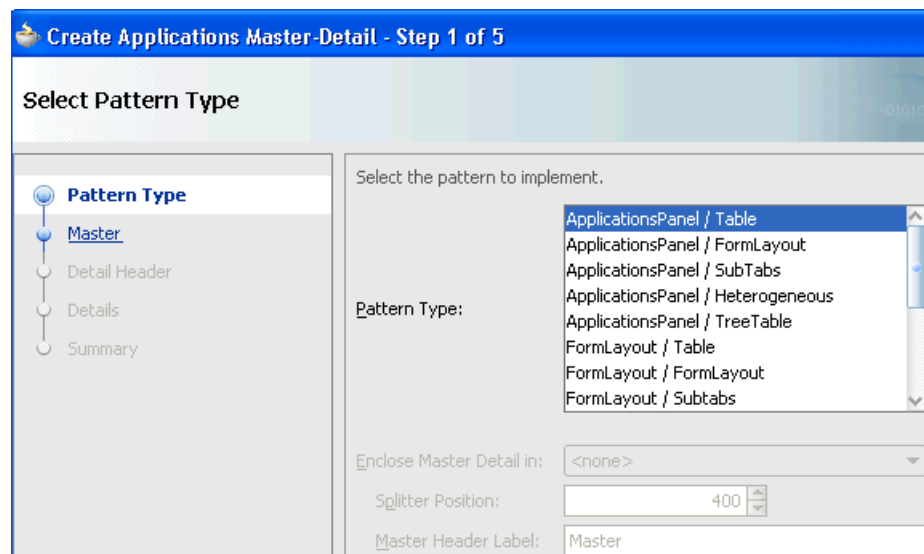 Create Applications Master-Detail - Step 1 of 5
Select Pattern Type
01010
Pattern Type
Master
Detail Header
Details
Summary
Select the pattern to implement.
Pattern Type:
ApplicationsPanel / Table
ApplicationsPanel / FormLayout
ApplicationsPanel / SubTabs
ApplicationsPanel / Heterogeneous
ApplicationsPanel / TreeTable
FormLayout / Table
FormLayout / FormLayout
FormLayout / Subtabs
Enclose Master Detail in: <none>
Splitter Position: 400
Master Header Label: Master